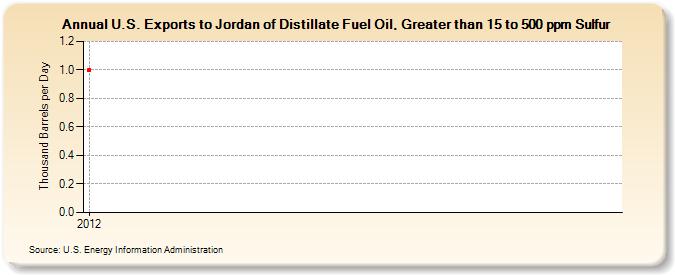 Annual U.S. Exports to Jordan of Distillate Fuel Oil, Greater than 15 to 500 ppm Sulfur
Thousand Barrels per Day
1.2
1.0
0.8
0.6
0.4
0.2
0.0
2012
Source: U.S. Energy Information Administration